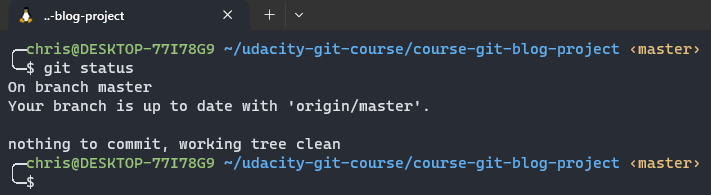 ..-blog-project
chris@DESKTOP-77I78G9 ~/udacity-git-course/course-git-blog-project ‹master›
$ git status
On branch master
Your branch is up to date with 'origin/master'.
nothing to commit, working tree clean
chris@DESKTOP-77I78G9 ~/udacity-git-course/course-git-blog-project ‹master›
$